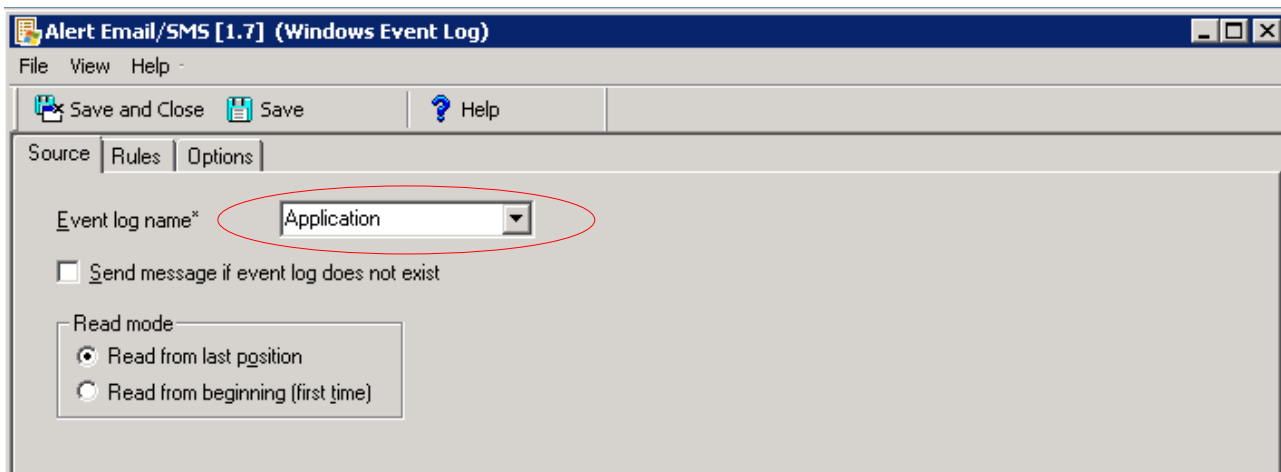 Alert Email/SMS [1.7] (Windows Event Log)
File View Help
Save and Close Save Help
Source Rules Options
Event log name* Application
Send message if event log does not exist
Read mode
Read from last position
Read from beginning (first time)